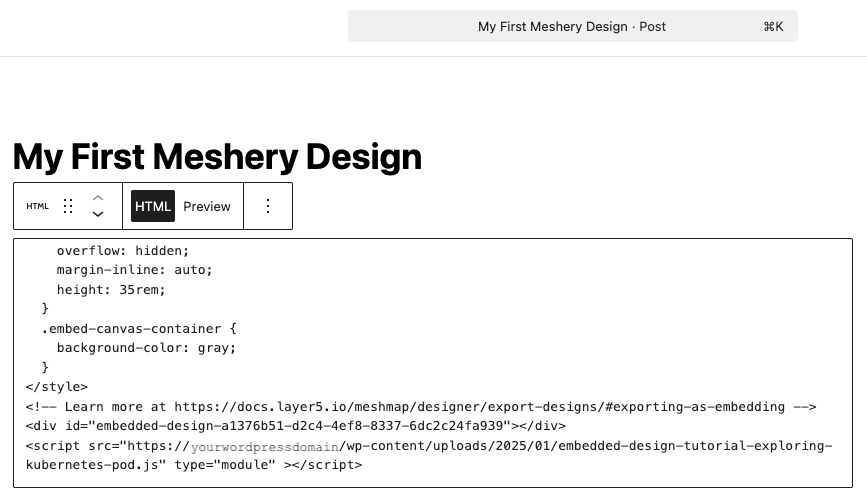 My First Meshery Design · Post ⌘K
My First Meshery Design
HTML HTML Preview
overflow: hidden;
margin-inline: auto;
height: 35rem;
}
.embed-canvas-container {
background-color: gray;
}
</style>
<!-- Learn more at https://docs.layer5.io/meshmap/designer/export-designs/#exporting-as-embedding -->
<div id="embedded-design-a1376b51-d2c4-4ef8-8337-6dc2c24fa939"></div>
<script src="https://yourwordpressdomain/wp-content/uploads/2025/01/embedded-design-tutorial-exploring-
kubernetes-pod.js" type="module" ></script>